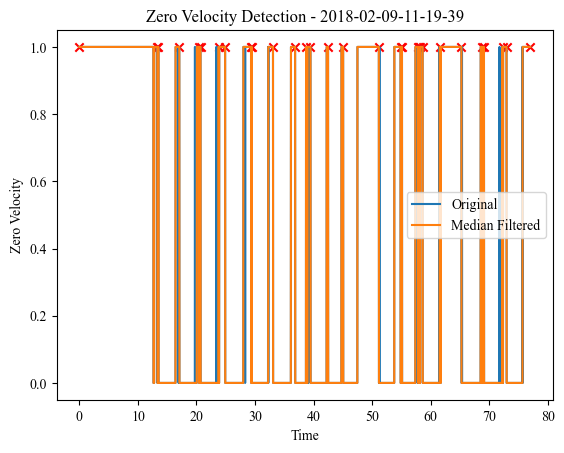 Zero Velocity Detection - 2018-02-09-11-19-39
1.0
0.8
0.6
0.4
0.2
0.0
Zero Velocity
Original
Median Filtered
0 10 20 30 40 50 60 70 80
Time